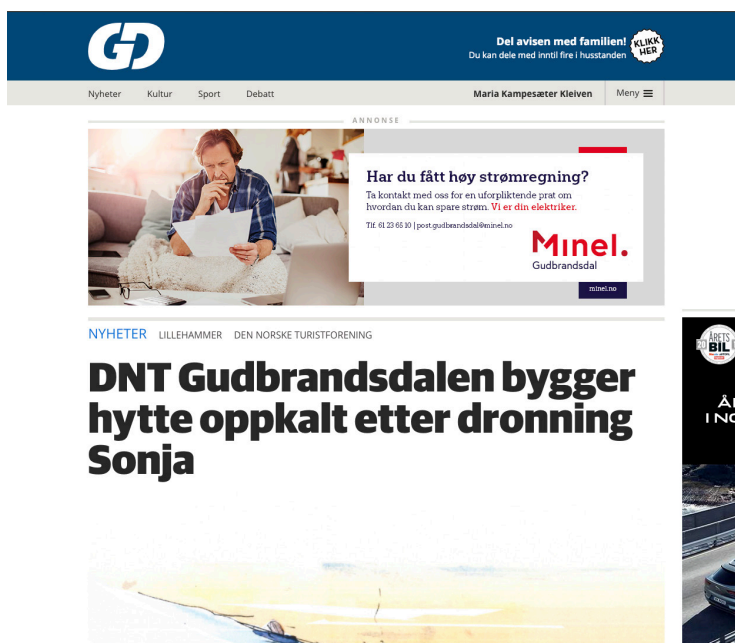 GD
Del avisen med familien!
Du kan dele med inntil fire i husstanden
KLIKK
HER
Nyheter Kultur Sport Debatt Maria Kampesæter Kleiven Meny
ANNONSE
Har du fått høy strømregning?
Ta kontakt med oss for en uforpliktende prat om
hvordan du kan spare strøm. Vi er din elektriker.
Tlf. 61 23 65 10 | post.gudbrandsdal@minel.no
Minel.
Gudbrandsdal
minel.no
NYHETER LILLEHAMMER DEN NORSKE TURISTFORENING
DNT Gudbrandsdalen bygger
hytte oppkalt etter dronning
Sonja
ÅRETS
BIL